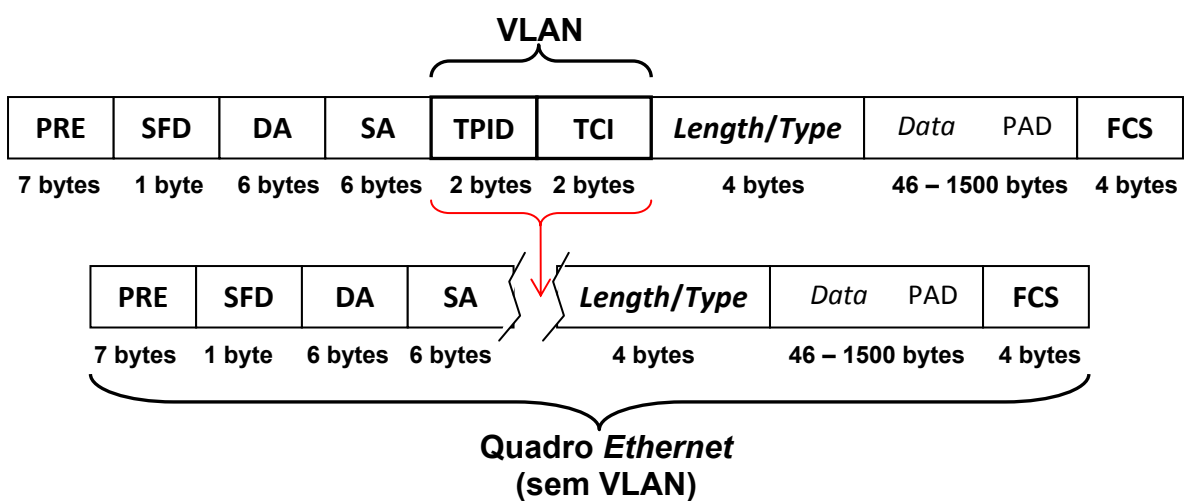 VLAN
PRE SFD DA SA TPID TCI Length/Type Data PAD FCS
7 bytes 1 byte 6 bytes 6 bytes 2 bytes 2 bytes 4 bytes 46 – 1500 bytes 4 bytes
PRE SFD DA SA Length/Type Data PAD FCS
7 bytes 1 byte 6 bytes 6 bytes 4 bytes 46 – 1500 bytes 4 bytes
Quadro Ethernet
(sem VLAN)